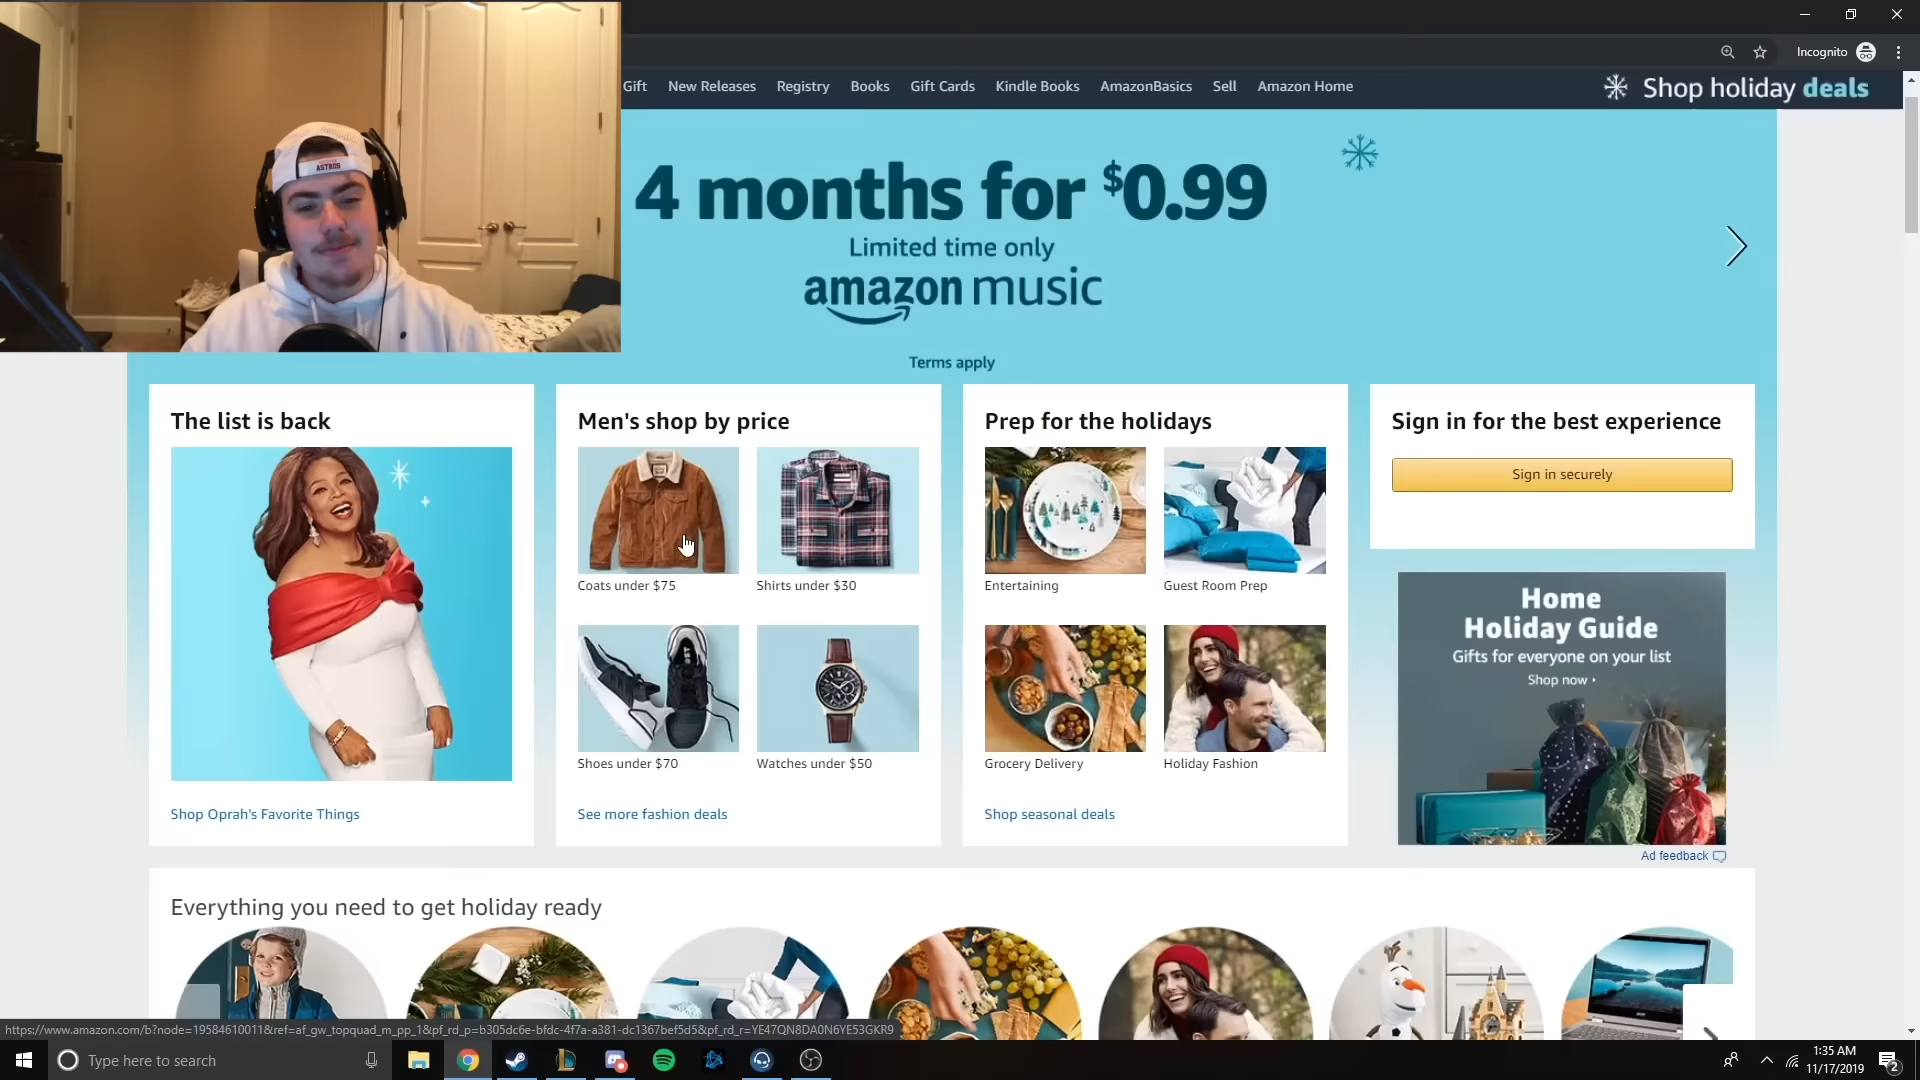 Incognito
Gift
New Releases
Registry
Books
Gift Cards
Kindle Books
AmazonBasics
Sell
Amazon Home
Shop holiday deals
ASTROS
4 months for $0.99
Limited time only
amazon music
Terms apply
The list is back
Shop Oprah's Favorite Things
Men's shop by price
Coats under $75
Shirts under $30
Shoes under $70
Watches under $50
See more fashion deals
Prep for the holidays
Entertaining
Guest Room Prep
Grocery Delivery
Holiday Fashion
Shop seasonal deals
Sign in for the best experience
Sign in securely
Home
Holiday Guide
Gifts for everyone on your list
Shop now
Ad feedback
Everything you need to get holiday ready
https://www.amazon.com/b?node=19584610011&ref=af_gw_topquad_m_pp_1&pf_rd_p=b305dc6e-bfdc-4f7a-a381-dc1367bef5d5&pf_rd_r=YE47QN8DA0N6YE53GKR9
Type here to search
1:35 AM
11/17/2019
2